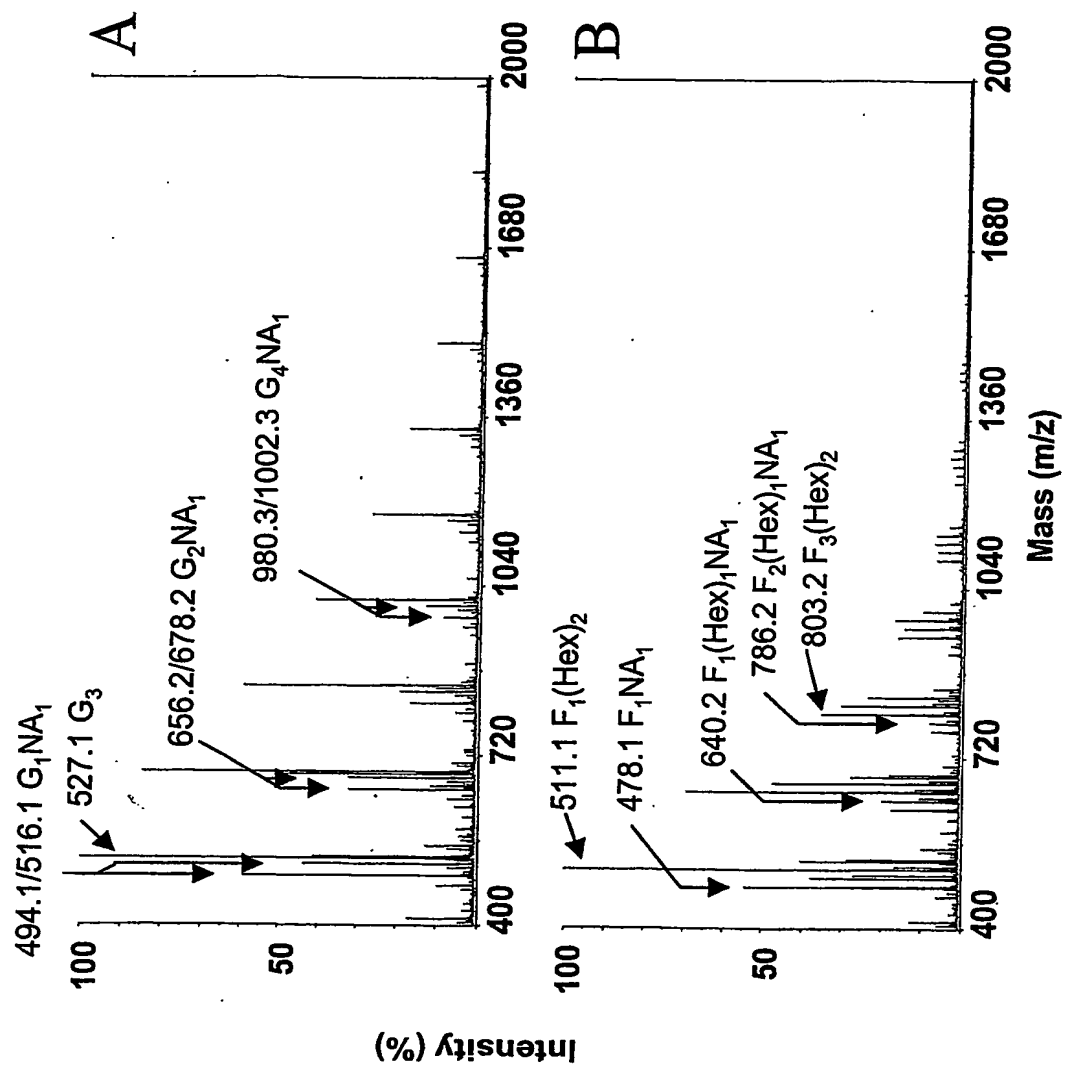 A
494.1/516.1 G₁NA₁
527.1 G₃
656.2/678.2 G₂NA₁
980.3/1002.3 G₄NA₁
100
50
400
720
1040
1360
1680
2000
B
511.1 F₁(Hex)₂
478.1 F₁NA₁
640.2 F₁(Hex)₁NA₁
786.2 F₂(Hex)₁NA₁
803.2 F₃(Hex)₂
100
50
400
720
1040
1360
1680
2000
Mass (m/z)
Intensity (%)